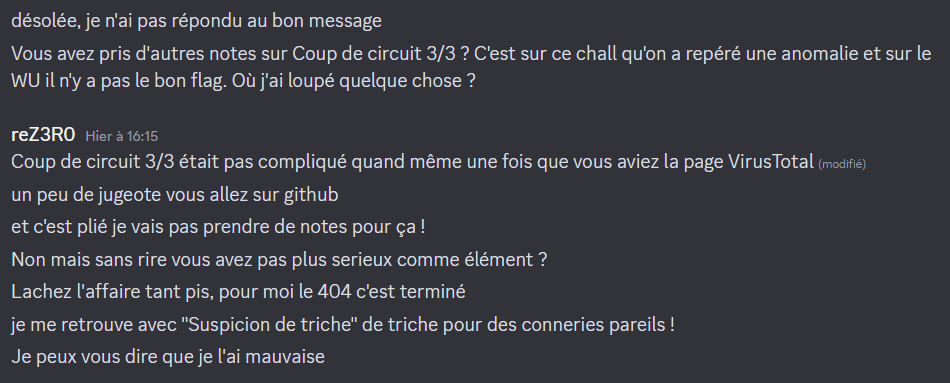 désolée, je n'ai pas répondu au bon message
Vous avez pris d'autres notes sur Coup de circuit 3/3 ? C'est sur ce chall qu'on a repéré une anomalie et sur le
WU il n'y a pas le bon flag. Où j'ai loupé quelque chose ?
reZ3R0 Hier à 16:15
Coup de circuit 3/3 était pas compliqué quand même une fois que vous aviez la page VirusTotal (modifié)
un peu de jugeote vous allez sur github
et c'est plié je vais pas prendre de notes pour ça !
Non mais sans rire vous avez pas plus serieux comme élément ?
Lachez l'affaire tant pis, pour moi le 404 c'est terminé
je me retrouve avec "Suspicion de triche" de triche pour des conneries pareils !
Je peux vous dire que je l'ai mauvaise